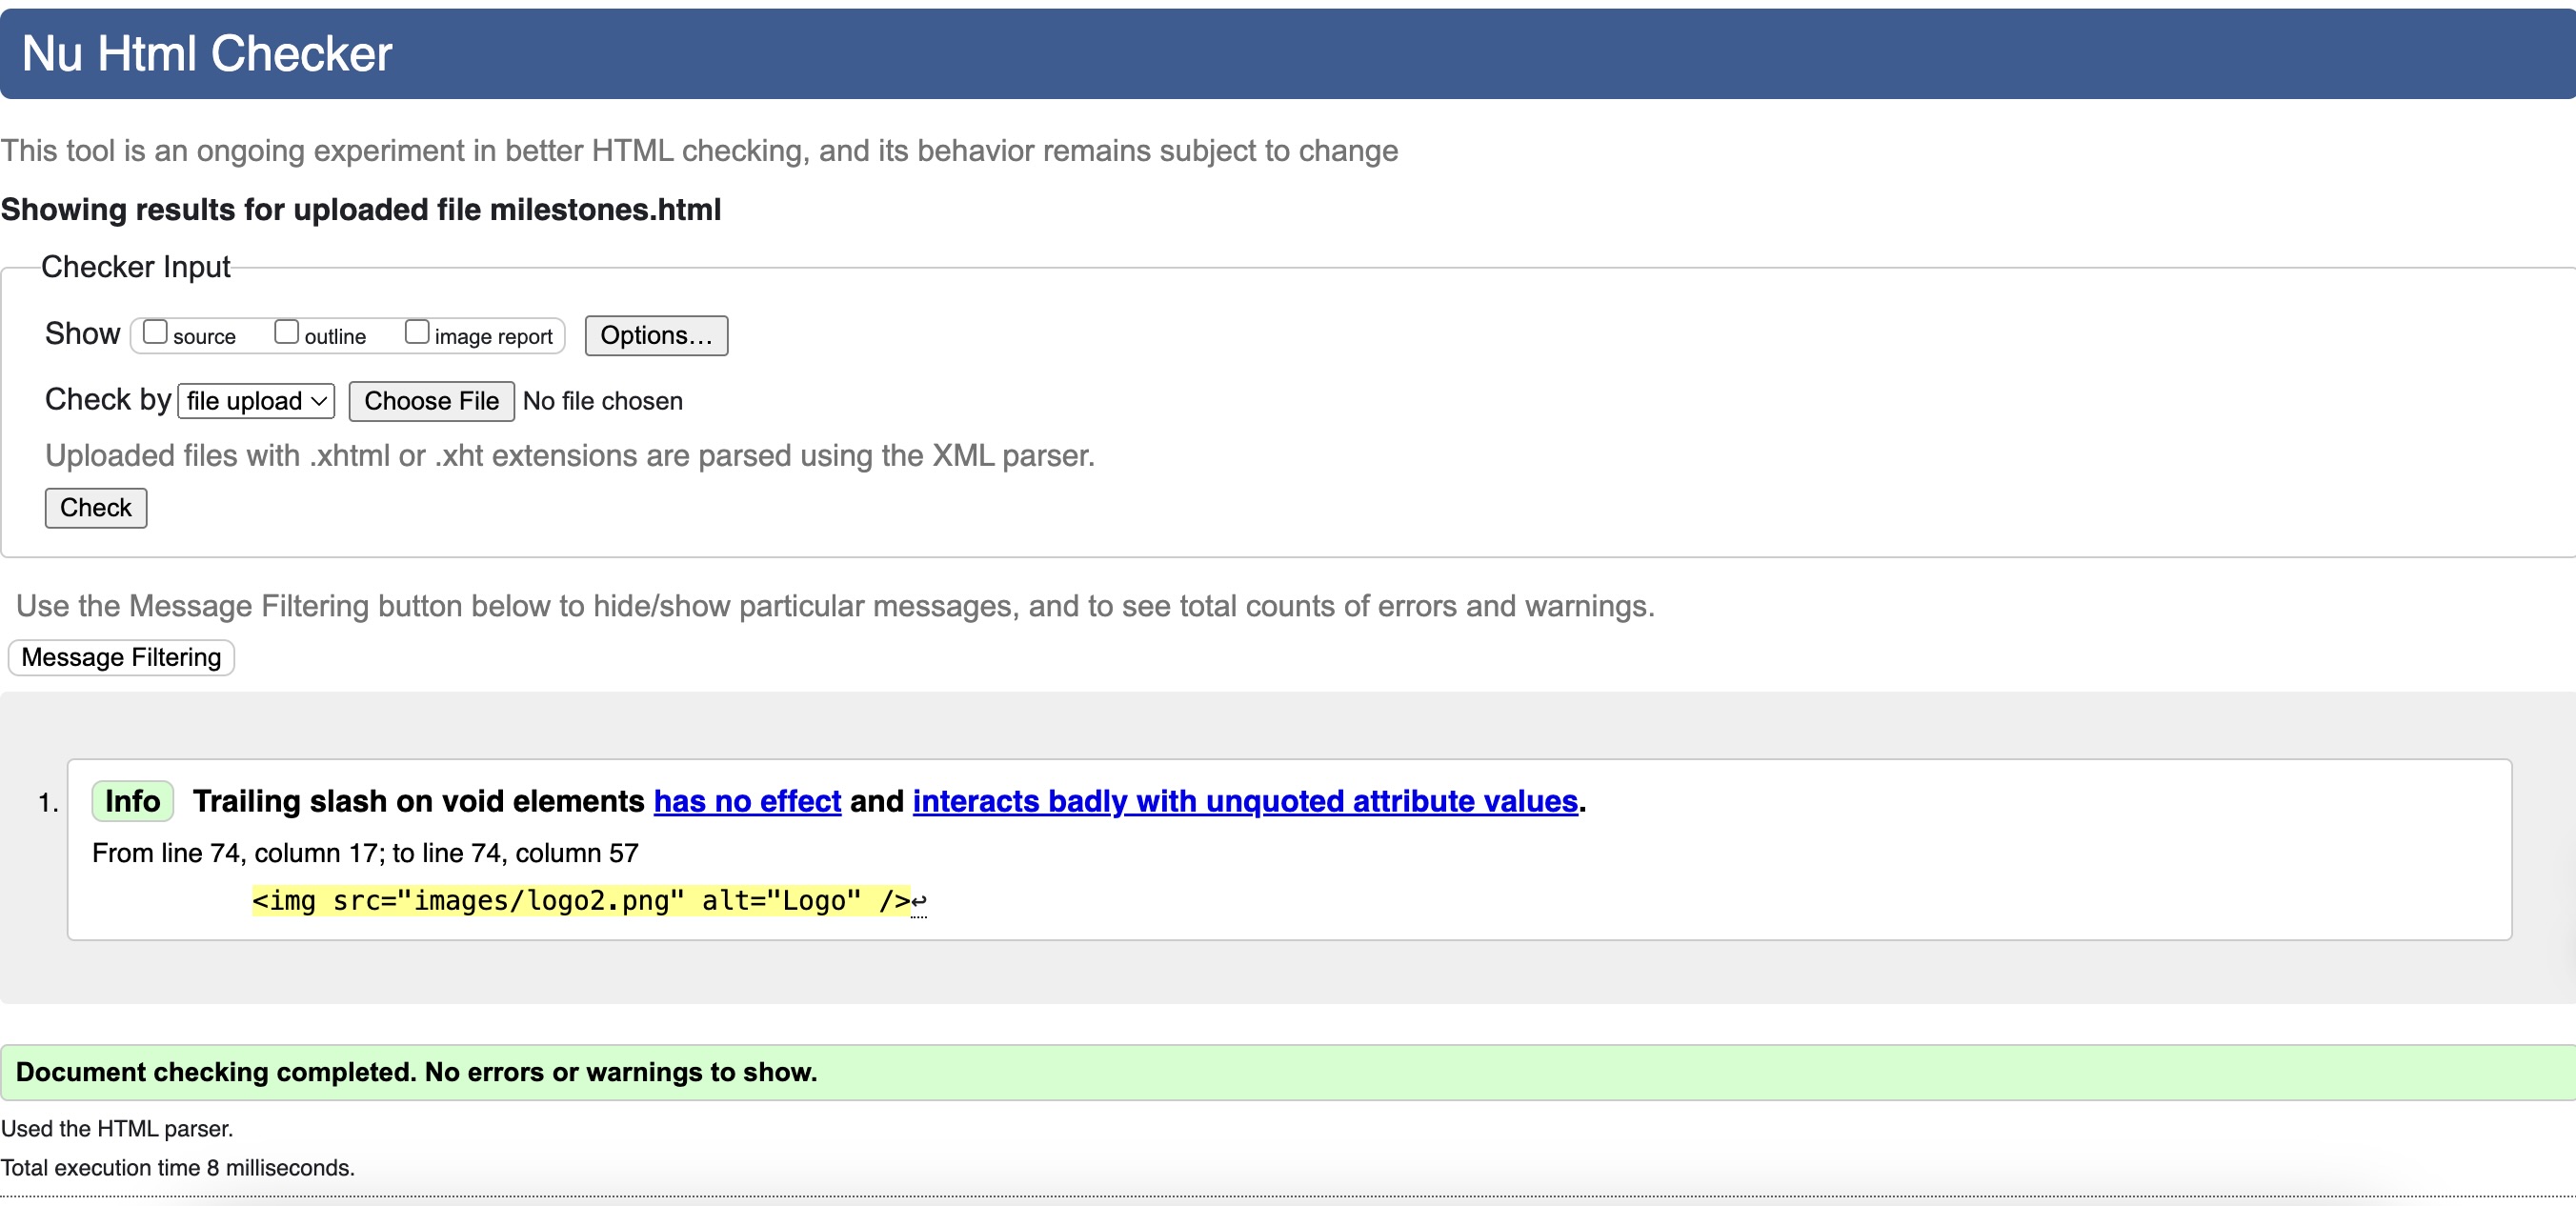 Nu Html Checker
This tool is an ongoing experiment in better HTML checking, and its behavior remains subject to change
Showing results for uploaded file milestones.html
Checker Input
Show source outline image report Options...
Check by file upload Choose File No file chosen
Uploaded files with .xhtml or .xht extensions are parsed using the XML parser.
Check
Use the Message Filtering button below to hide/show particular messages, and to see total counts of errors and warnings.
Message Filtering
1. Info Trailing slash on void elements has no effect and interacts badly with unquoted attribute values.
From line 74, column 17; to line 74, column 57
<img src="images/logo2.png" alt="Logo" />↩
Document checking completed. No errors or warnings to show.
Used the HTML parser.
Total execution time 8 milliseconds.